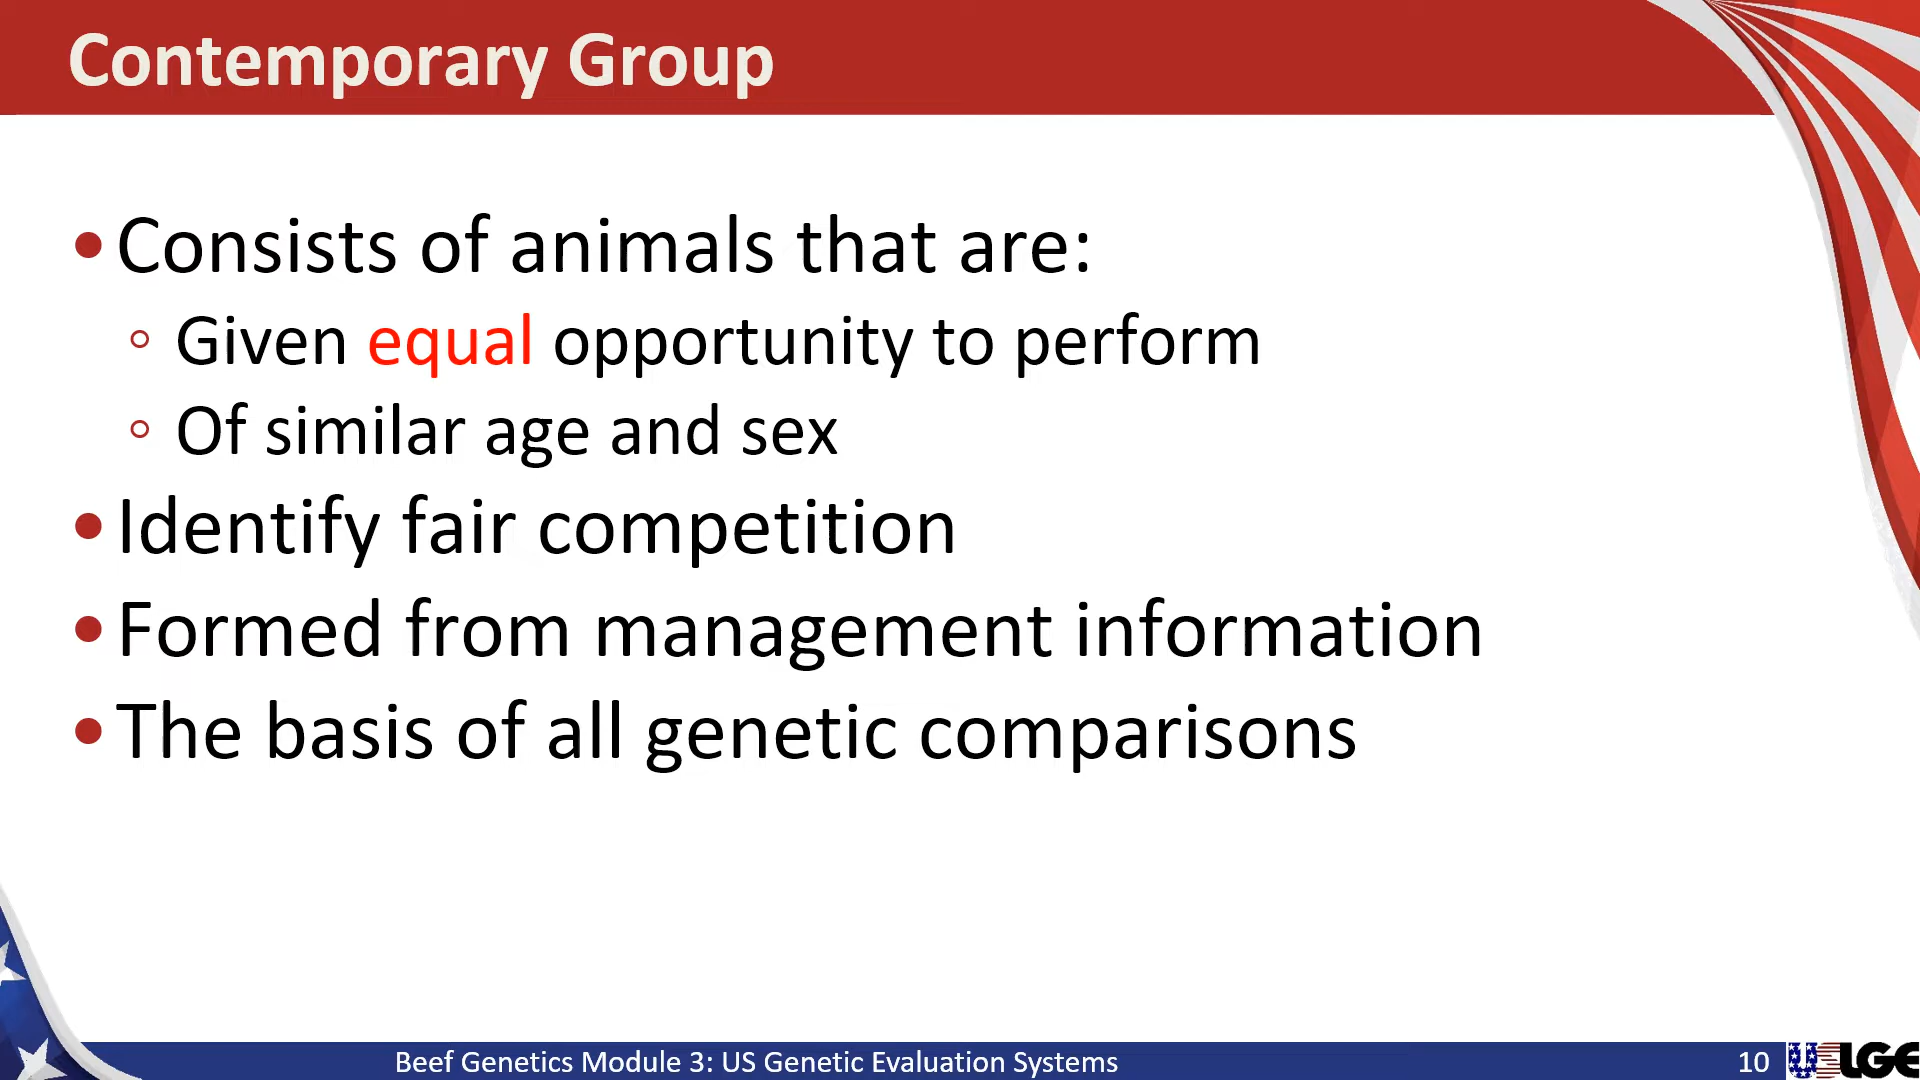 Contemporary Group
• Consists of animals that are:
◦ Given equal opportunity to perform
◦ Of similar age and sex
• Identify fair competition
• Formed from management information
• The basis of all genetic comparisons
Beef Genetics Module 3: US Genetic Evaluation Systems
10
USLGE